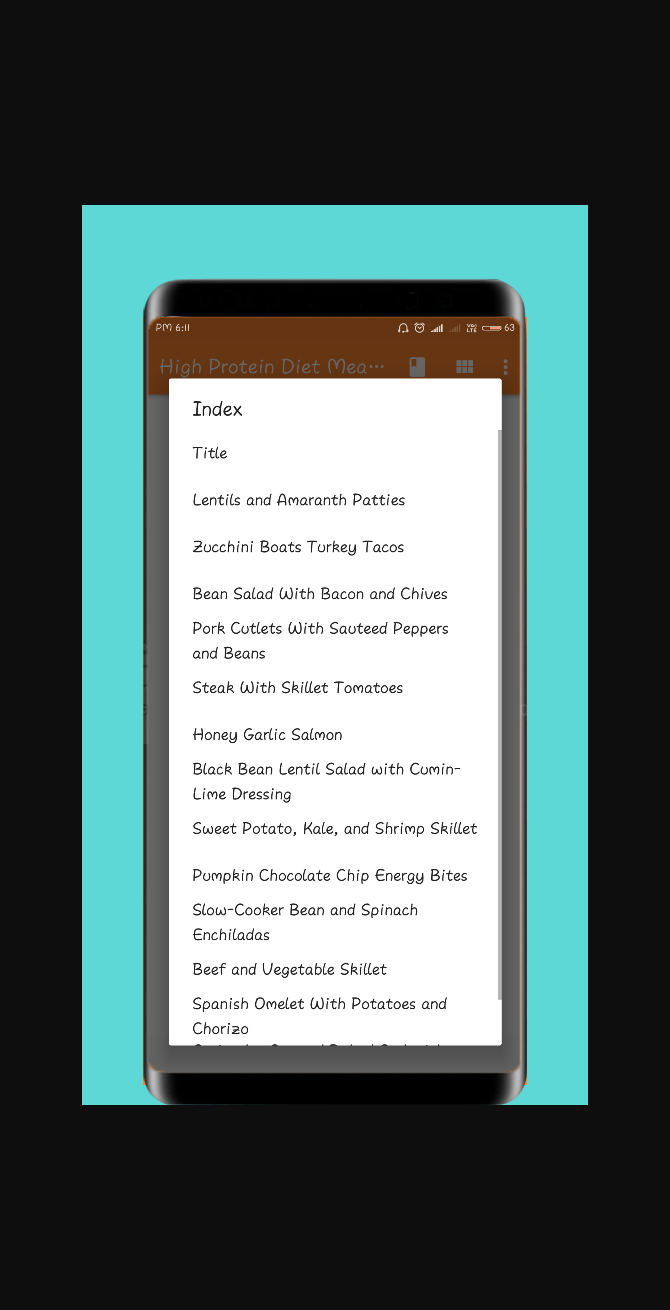 PM 6:11
Vo) LTE 63
High Protein Diet Mea...
Index
Title
Lentils and Amaranth Patties
Zucchini Boats Turkey Tacos
Bean Salad With Bacon and Chives
Pork Cutlets With Sauteed Peppers
and Beans
Steak With Skillet Tomatoes
Honey Garlic Salmon
Black Bean Lentil Salad with Cumin-
Lime Dressing
Sweet Potato, Kale, and Shrimp Skillet
Pumpkin Chocolate Chip Energy Bites
Slow-Cooker Bean and Spinach
Enchiladas
Beef and Vegetable Skillet
Spanish Omelet With Potatoes and
Chorizo